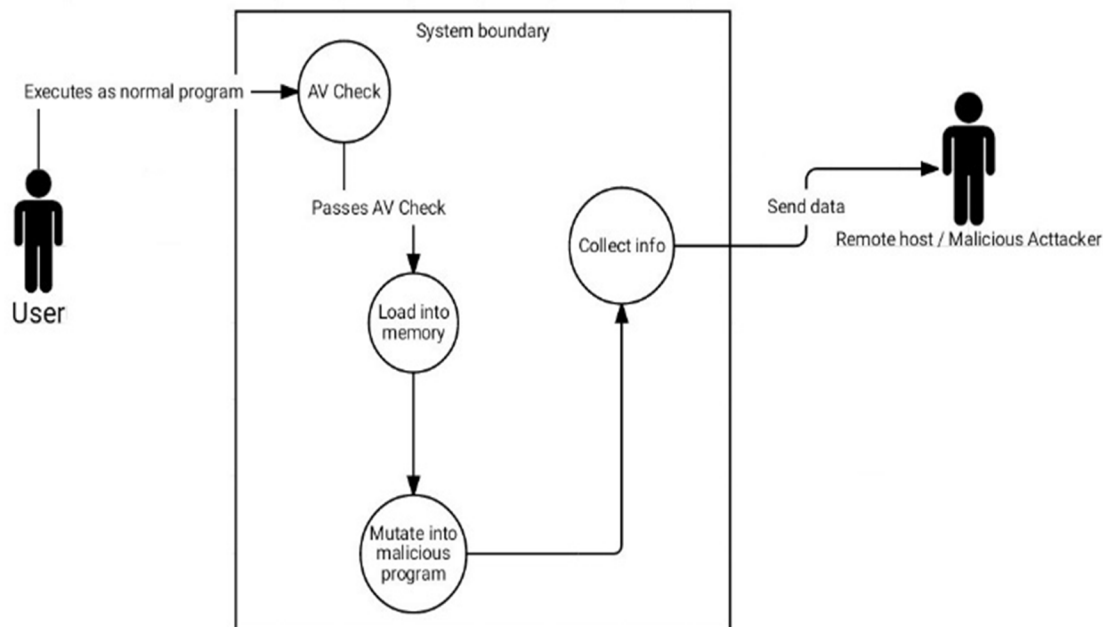 System boundary
Executes as normal program
AV Check
Passes AV Check
Load into
memory
Mutate into
malicious
program
Collect info
Send data
Remote host / Malicious Acttacker
User